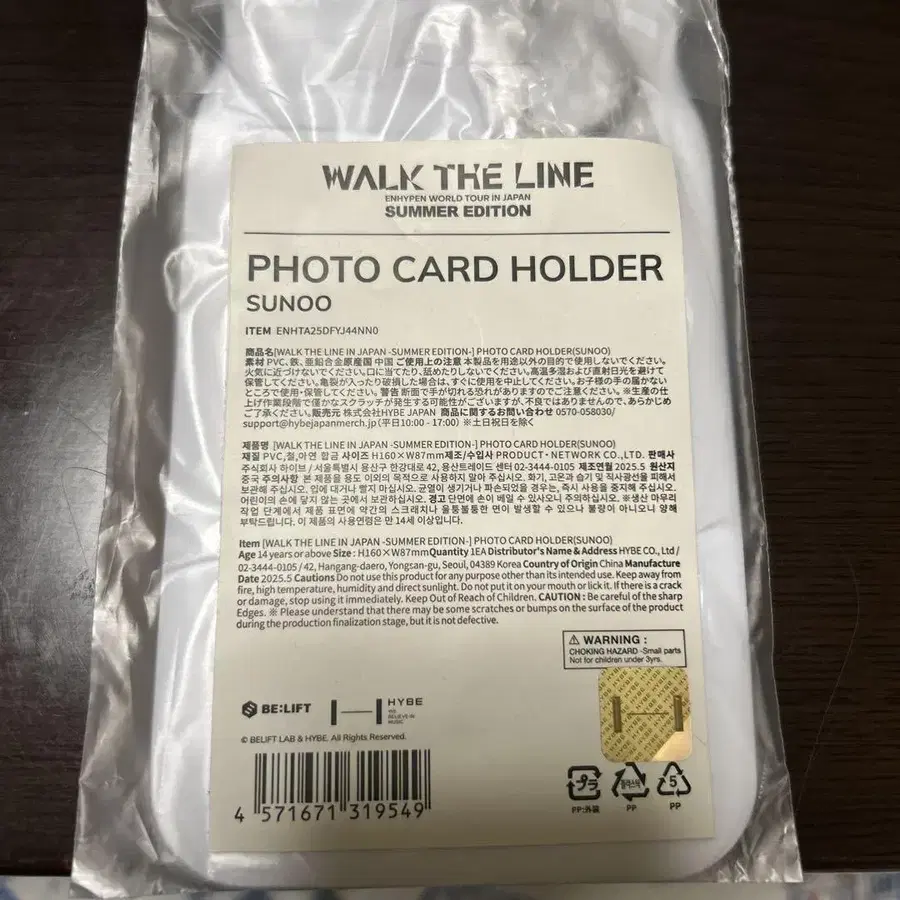 WALK THE LINE
ENHYPEN WORLD TOUR IN JAPAN
SUMMER EDITION
PHOTO CARD HOLDER
SUNOO
ITEM ENHTA25DFYJ44NN0
商品名[WALK THE LINE IN JAPAN -SUMMER EDITION-] PHOTO CARD HOLDER(SUNOO)
素材 PVC、鉄、亜鉛合金原産国 中国 ご使用上の注意 本製品を用途以外の目的で使用しないでください。
火気に近づけないでください。口に当てたり、舐めたりしないでください。高温多湿および直射日光を避けて
保管してください。亀裂が入ったり破損した場合は、すぐに使用を中止してください。お子様の手の届かない
ところで使用・保管してください。警告 断面で手が切れる恐れがありますのでご注意ください。※生産の仕
上げ作業段階で僅かなスクラッチが発生する可能性がございますが、不良ではありませんので、あらかじめ
ご了承ください。販売元 株式会社HYBE JAPAN 商品に関するお問い合わせ 0570-058030/
support@hybejapanmerch.jp(平日10:00 - 17:00) ※土日祝日を除く
제품명 [WALK THE LINE IN JAPAN -SUMMER EDITION-] PHOTO CARD HOLDER(SUNOO)
재질 PVC,철,아연 합금 사이즈 H160×W87mm제조/수입사 PRODUCT・NETWORK CO.,LTD. 판매사
주식회사 하이브 / 서울특별시 용산구 한강대로 42, 용산트레이드 센터 02-3444-0105 제조연월 2025.5 원산지
중국 주의사항 본 제품을 용도 이외의 목적으로 사용하지 말아 주십시오. 화기, 고온과 습기 및 직사광선을 피해서
보관해 주십시오. 입에 대거나 빨지 마십시오. 균열이 생기거나 파손되었을 경우는, 즉시 사용을 중지해 주십시오.
어린이의 손에 닿지 않는 곳에서 보관하십시오. 경고 단면에 손이 베일 수 있사오니 주의하십시오. ※생산 마무리
작업 단계에서 제품 표면에 약간의 스크래치나 울퉁불퉁한 면이 발생할 수 있으나 불량이 아니오니 양해
부탁드립니다. 이 제품의 사용연령은 만 14세 이상입니다.
Item [WALK THE LINE IN JAPAN -SUMMER EDITION-] PHOTO CARD HOLDER(SUNOO)
Age 14 years or above Size : H160×W87mmQuantity 1EA Distributor's Name & Address HYBE CO., Ltd /
02-3444-0105 / 42, Hangang-daero, Yongsan-gu, Seoul, 04389 Korea Country of Origin China Manufacture
Date 2025.5 Cautions Do not use this product for any purpose other than its intended use. Keep away from
fire, high temperature, humidity and direct sunlight. Do not put it on your mouth or lick it. If there is a crack
or damage, stop using it immediately. Keep Out of Reach of Children. CAUTION : Be careful of the sharp
Edges. ※ Please understand that there may be some scratches or bumps on the surface of the product
during the production finalization stage, but it is not defective.
⚠ WARNING :
CHOKING HAZARD -Small parts
Not for children under 3yrs.
BE:LIFT
HYBE
WE
BELIEVE IN
MUSIC
© BELIFT LAB & HYBE. All Rights Reserved.
4 571671 319549
プラ
PP:外装
플라스틱
PP
5
PP